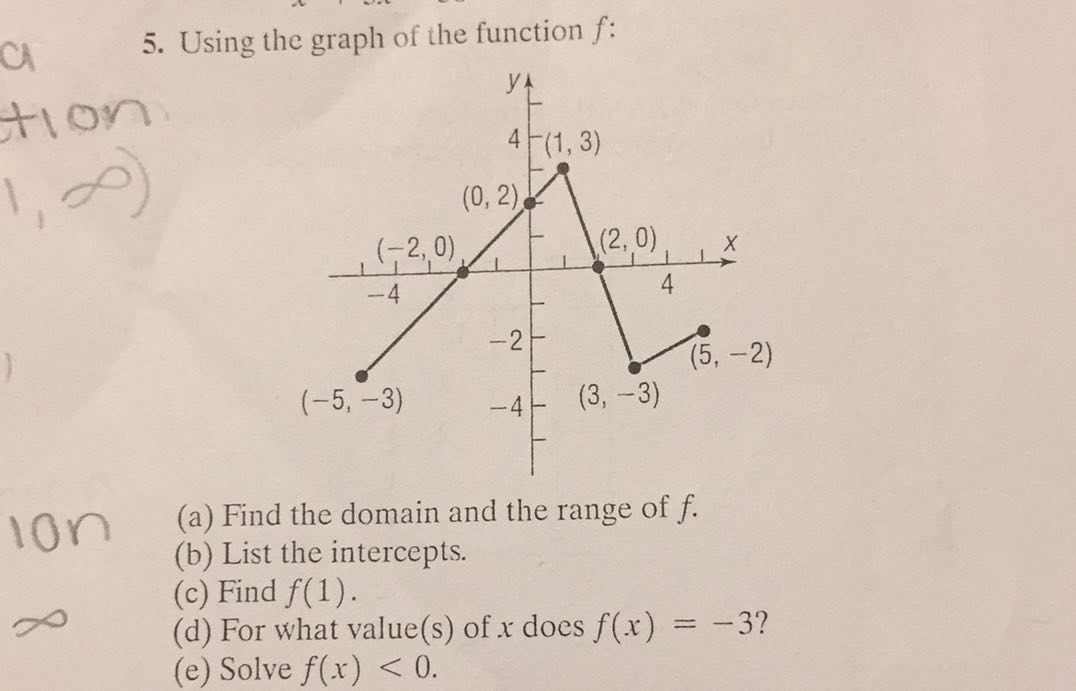 a
5. Using the graph of the function f:
tion
1, ∞)
y
4
(1, 3)
(0, 2)
(−2, 0)
(2, 0)
x
−4
4
−2
(5, −2)
(−5, −3)
−4
(3, −3)
)
ion
∞
(a) Find the domain and the range of f.
(b) List the intercepts.
(c) Find f(1).
(d) For what value(s) of x does f(x) = −3?
(e) Solve f(x) < 0.